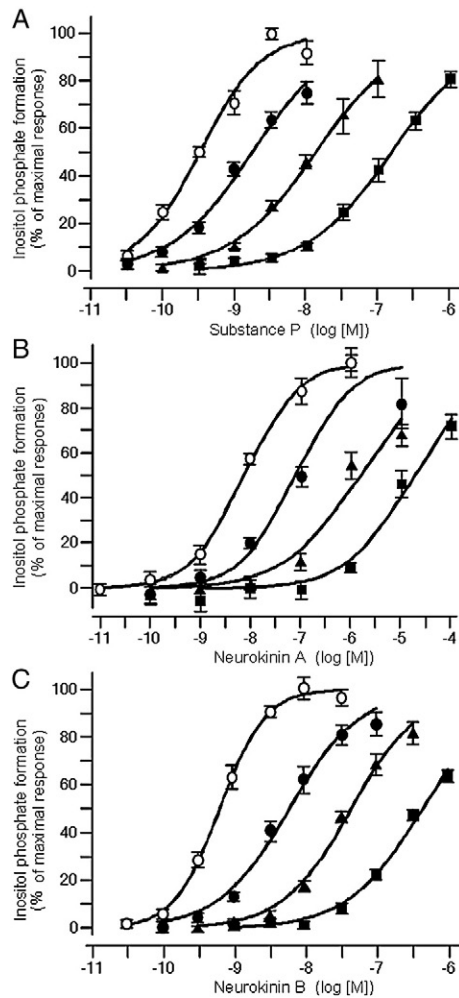 A
Inositol phosphate formation
(% of maximal response)
100
80
60
40
20
0
-11 -10 -9 -8 -7 -6
Substance P (log [M])
B
Inositol phosphate formation
(% of maximal response)
100
80
60
40
20
0
-11 -10 -9 -8 -7 -6 -5 -4
Neurokinin A (log [M])
C
Inositol phosphate formation
(% of maximal response)
100
80
60
40
20
0
-11 -10 -9 -8 -7 -6
Neurokinin B (log [M])